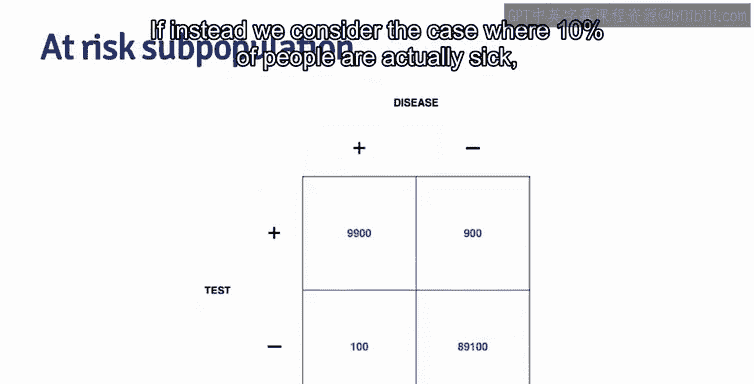 If instead we consider the case where 10%
of people are actually sick,
At risk subpopulation
DISEASE
+ −
+ 9900 900
TEST
− 100 89100